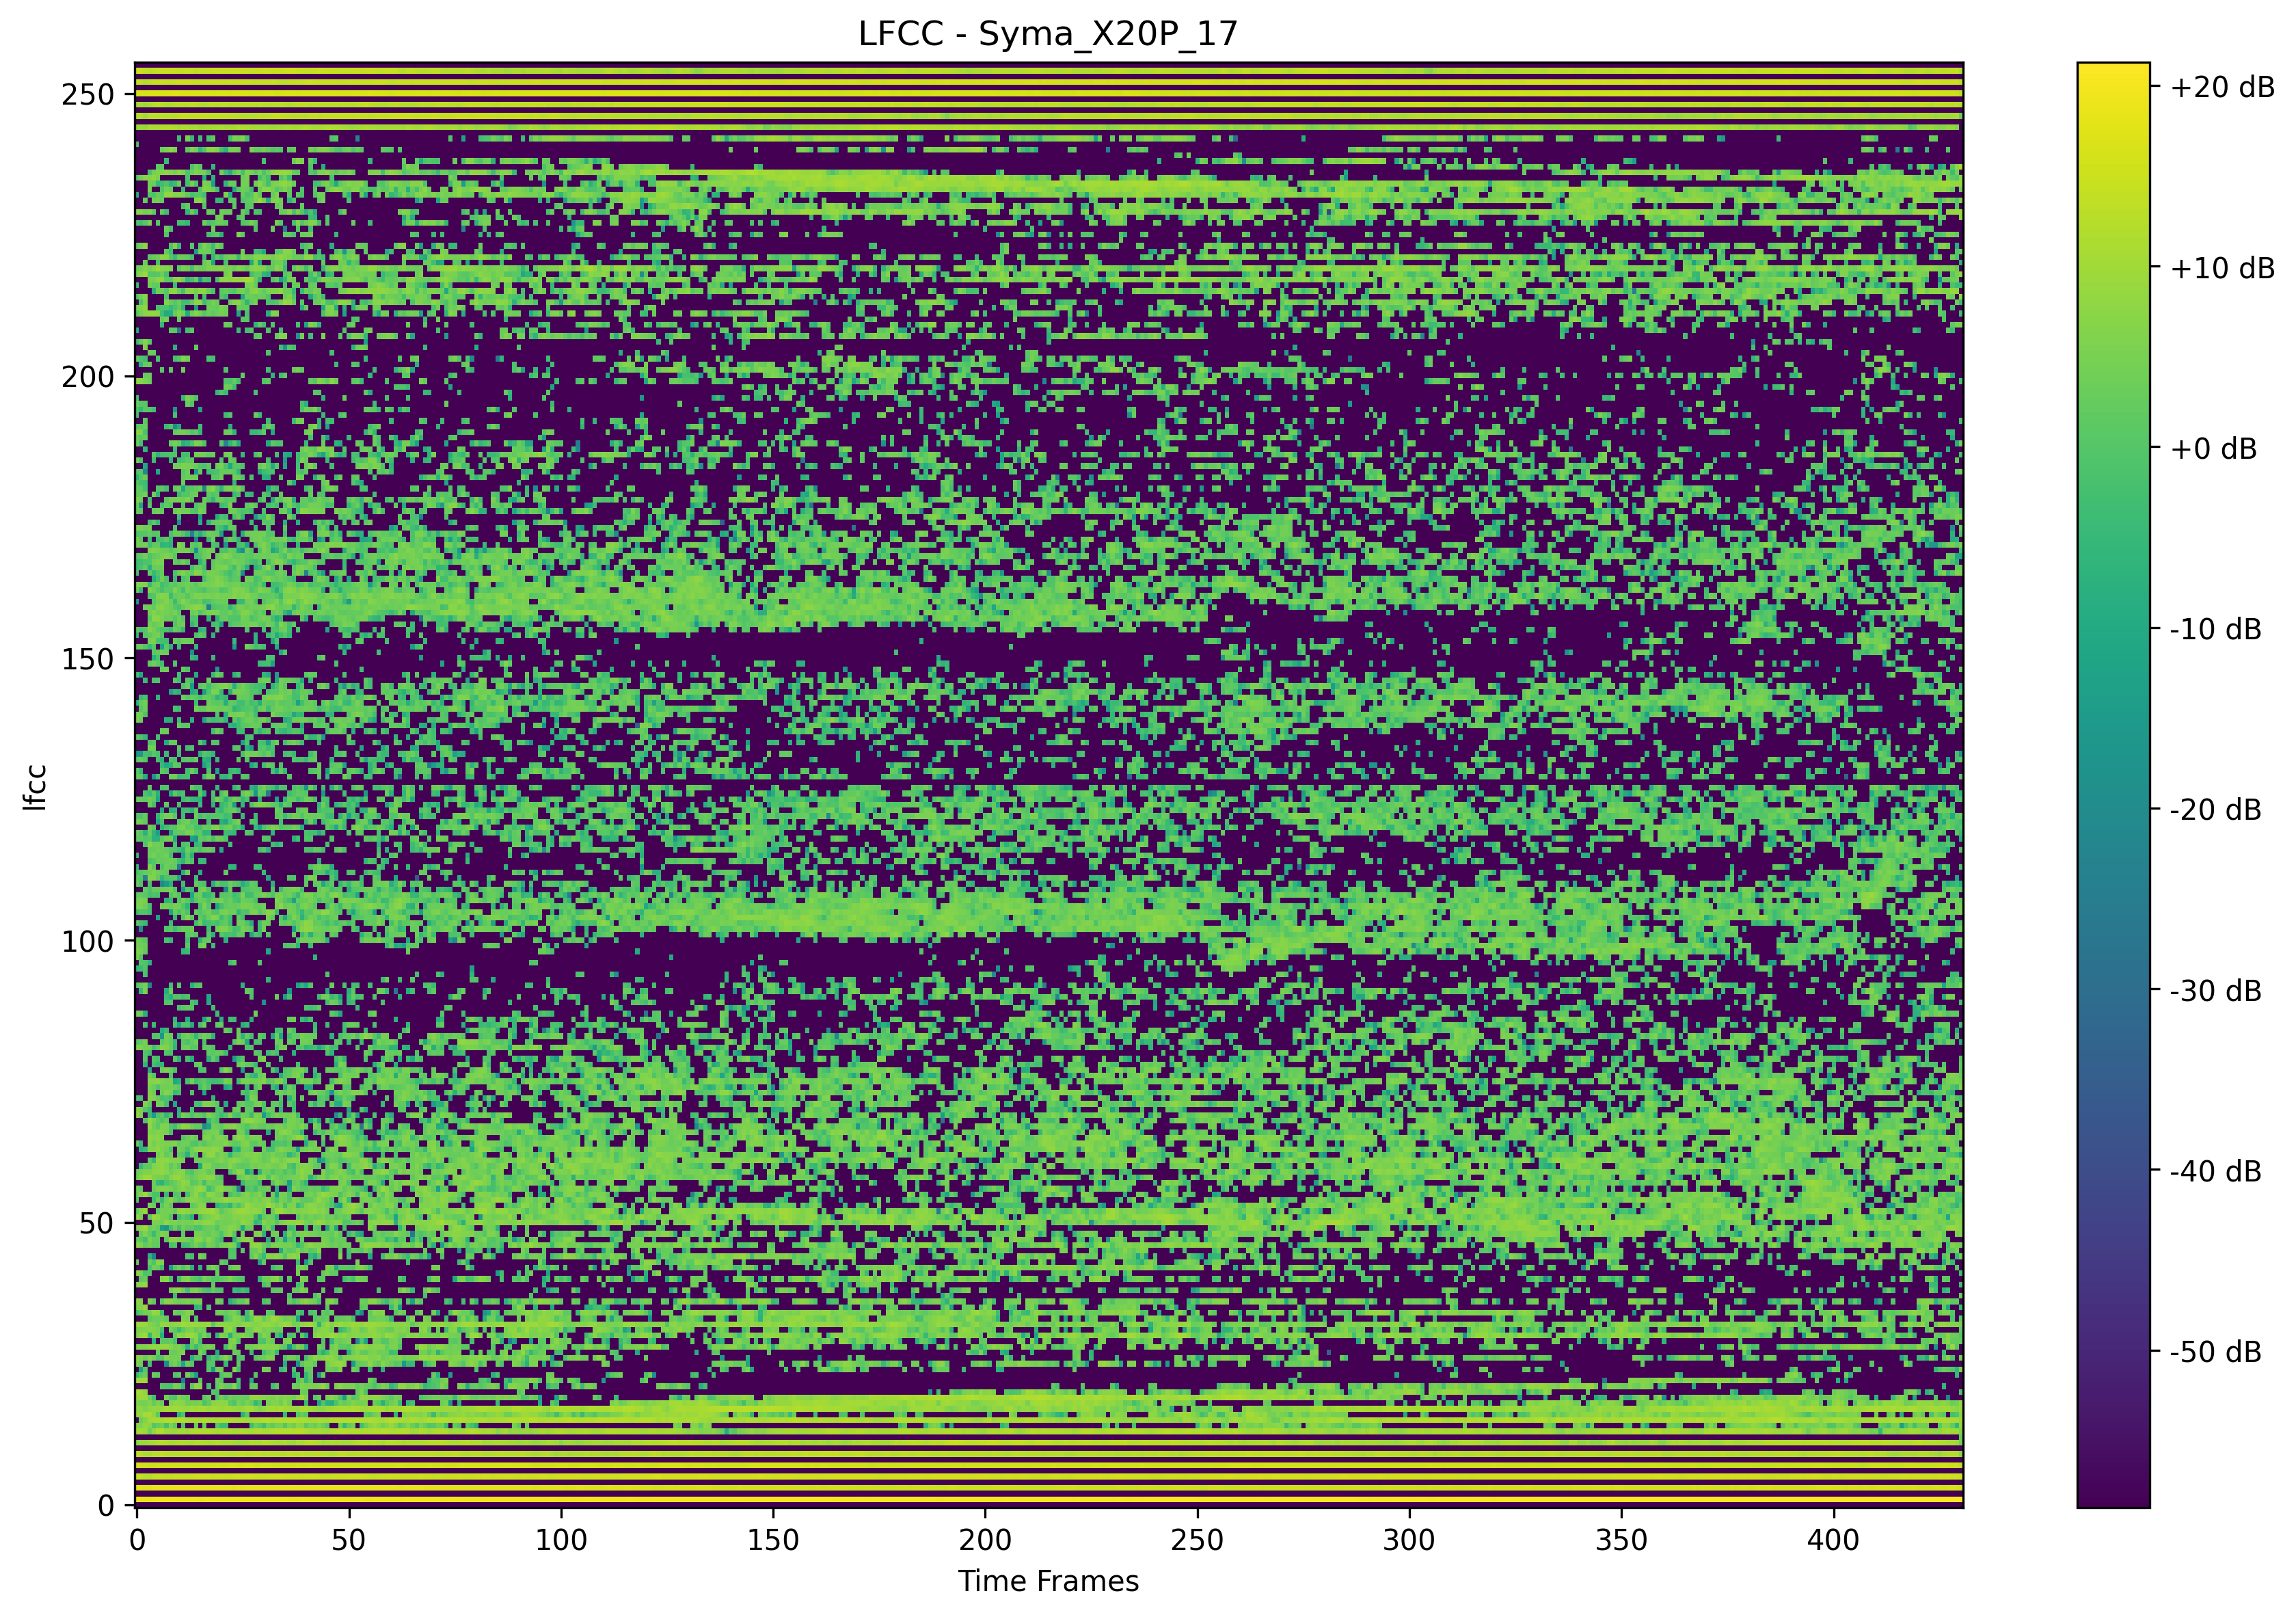 LFCC - Syma_X20P_17
250
200
150
100
50
0
lfcc
0 50 100 150 200 250 300 350 400
Time Frames
+20 dB
+10 dB
+0 dB
-10 dB
-20 dB
-30 dB
-40 dB
-50 dB